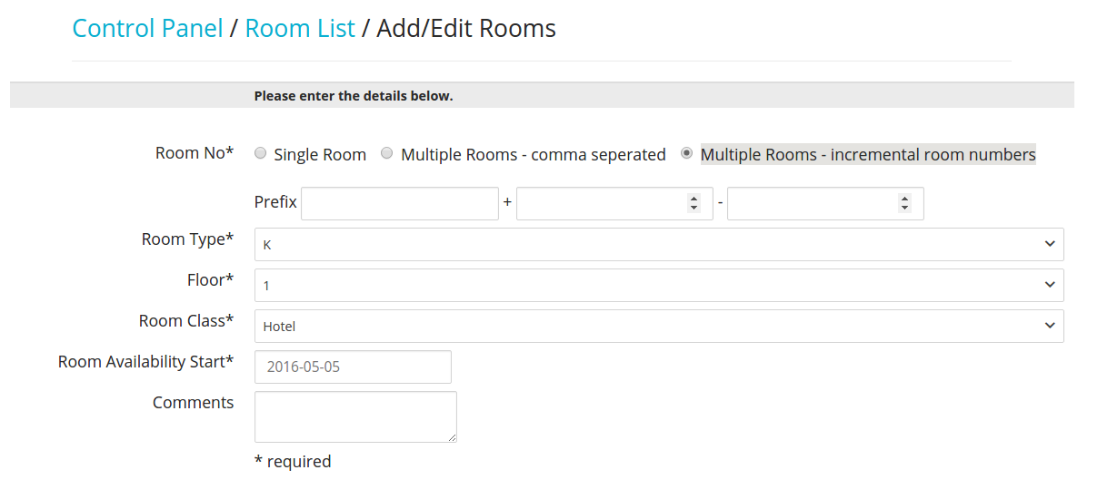 Control Panel / Room List / Add/Edit Rooms
Please enter the details below.
Room No* Single Room Multiple Rooms - comma seperated Multiple Rooms - incremental room numbers
Prefix + -
Room Type* K
Floor* 1
Room Class* Hotel
Room Availability Start* 2016-05-05
Comments
* required